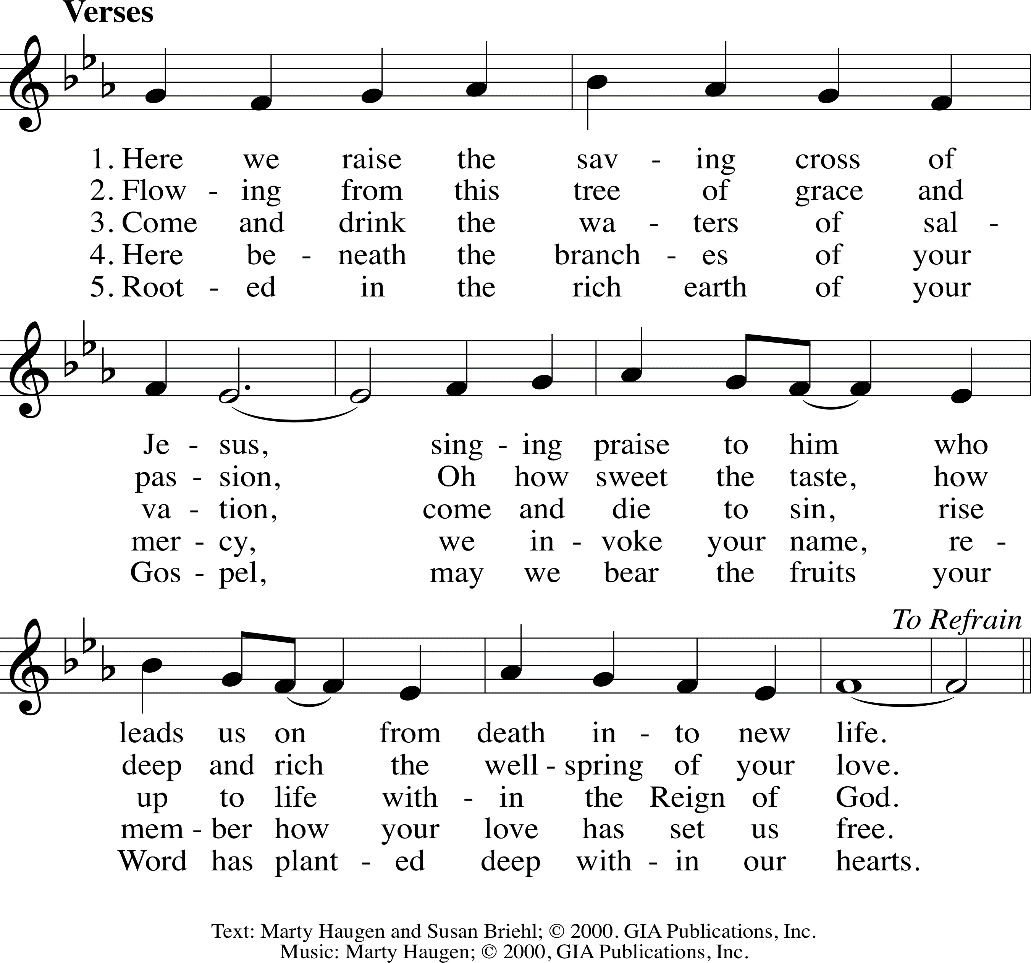 Verses
1. Here we raise the sav - ing cross of
2. Flow - ing from this tree of grace and
3. Come and drink the wa - ters of sal -
4. Here be - neath the branch - es of your
5. Root - ed in the rich earth of your
Je - sus, sing - ing praise to him who
pas - sion, Oh how sweet the taste, how
va - tion, come and die to sin, rise
mer - cy, we in - voke your name, re -
Gos - pel, may we bear the fruits your
To Refrain
leads us on from death in - to new life.
deep and rich the well - spring of your love.
up to life with - in the Reign of God.
mem - ber how your love has set us free.
Word has plant - ed deep with - in our hearts.
Text: Marty Haugen and Susan Briehl; © 2000. GIA Publications, Inc.
Music: Marty Haugen; © 2000, GIA Publications, Inc.